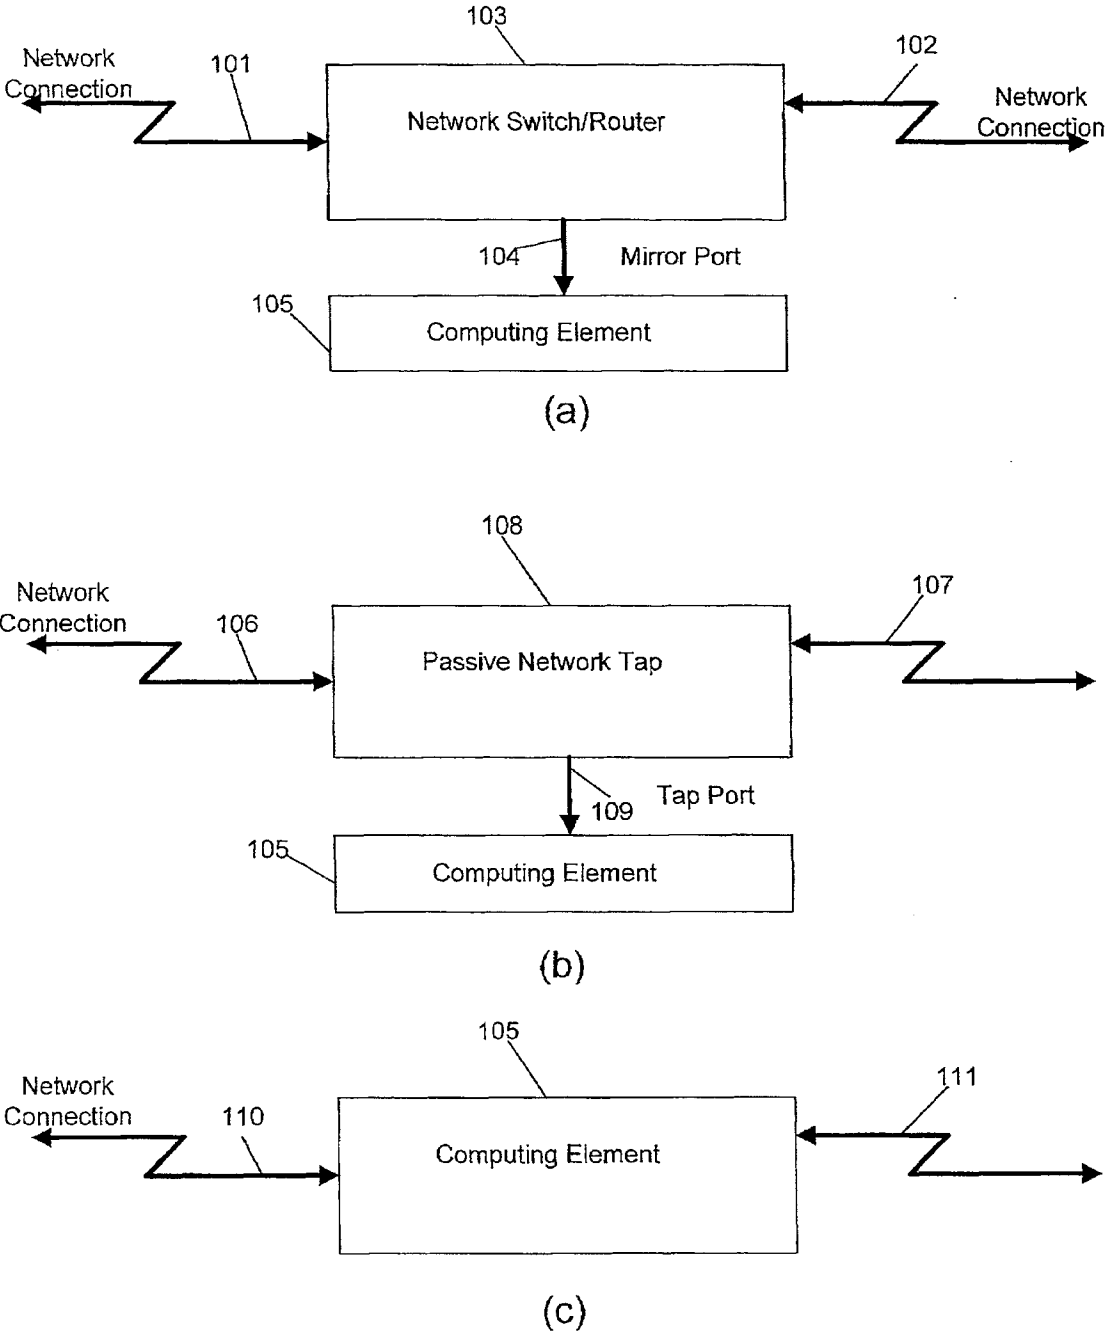 103
Network
Connection
101
102
Network
Connection
Network Switch/Router
104
Mirror Port
105
Computing Element
(a)
108
Network
Connection
106
107
Passive Network Tap
109
Tap Port
105
Computing Element
(b)
105
Network
Connection
110
111
Computing Element
(c)